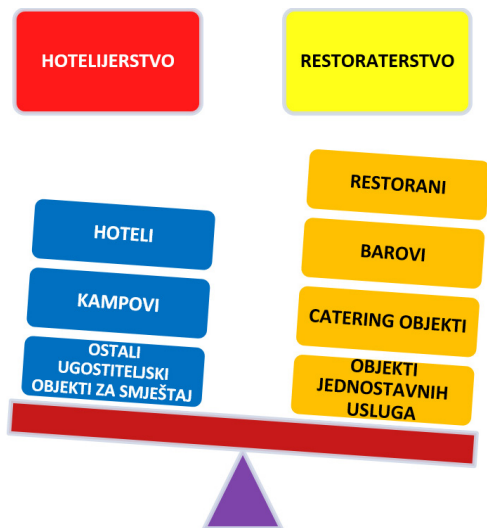 HOTELIJERSTVO
RESTORATERSTVO
HOTELI
KAMPOVI
OSTALI
UGOSTITELJSKI
OBJEKTI ZA SMJEŠTAJ
RESTORANI
BAROVI
CATERING OBJEKTI
OBJEKTI
JEDNOSTAVNIH
USLUGA